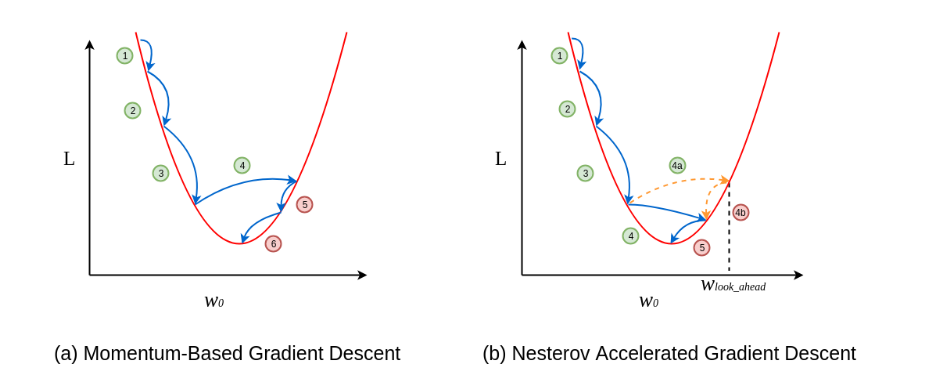 1
2
3
4
5
6
L
w0
(a) Momentum-Based Gradient Descent
1
2
3
4a
4b
4
5
L
w0
wlook_ahead
(b) Nesterov Accelerated Gradient Descent